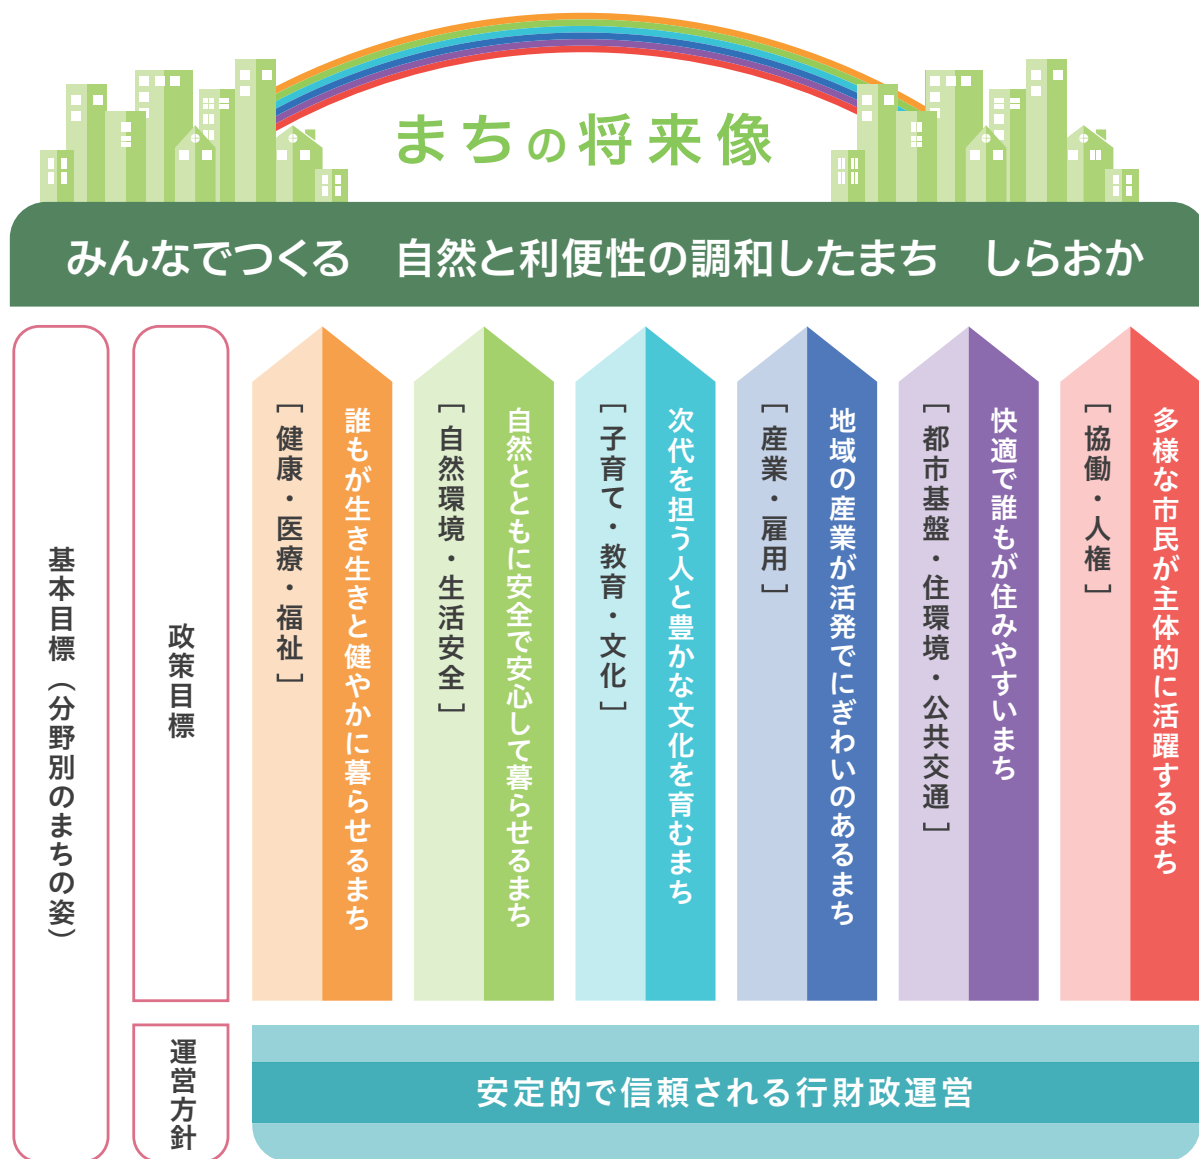 まちの将来像
みんなでつくる　自然と利便性の調和したまち　しらおか
基本目標（分野別のまちの姿）
政策目標
［健康・医療・福祉］
誰もが生き生きと健やかに暮らせるまち
［自然環境・生活安全］
自然とともに安全で安心して暮らせるまち
［子育て・教育・文化］
次代を担う人と豊かな文化を育むまち
［産業・雇用］
地域の産業が活発でにぎわいのあるまち
［都市基盤・住環境・公共交通］
快適で誰もが住みやすいまち
［協働・人権］
多様な市民が主体的に活躍するまち
運営方針
安定的で信頼される行財政運営